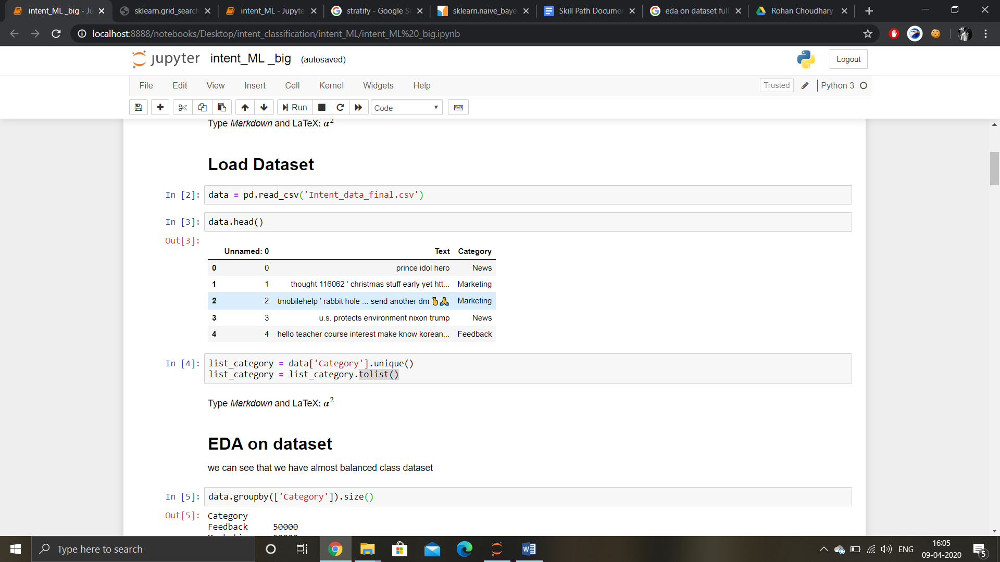 intent_ML _big - Ju
sklearn.grid_search
intent_ML - Jupyte
stratify - Google Se
sklearn.naive_baye
Skill Path Documen
eda on dataset full
Rohan Choudhary
localhost:8888/notebooks/Desktop/intent_classification/intent_ML/intent_ML%20_big.ipynb
jupyter intent_ML _big (autosaved)
Logout
File Edit View Insert Cell Kernel Widgets Help
Trusted
Python 3
Run
Code
Type Markdown and LaTeX: α²
Load Dataset
In [2]: data = pd.read_csv('Intent_data_final.csv')
In [3]: data.head()
Out[3]:
Unnamed: 0 Text Category
0 0 prince idol hero News
1 1 thought 116062 ’ christmas stuff early yet htt... Marketing
2 2 tmobilehelp ’ rabbit hole ... send another dm 🫰🙏 Marketing
3 3 u.s. protects environment nixon trump News
4 4 hello teacher course interest make know korean... Feedback
In [4]: list_category = data['Category'].unique()
list_category = list_category.tolist()
Type Markdown and LaTeX: α²
EDA on dataset
we can see that we have almost balanced class dataset
In [5]: data.groupby(['Category']).size()
Out[5]: Category
Feedback 50000
Type here to search
ENG
16:05
09-04-2020
5